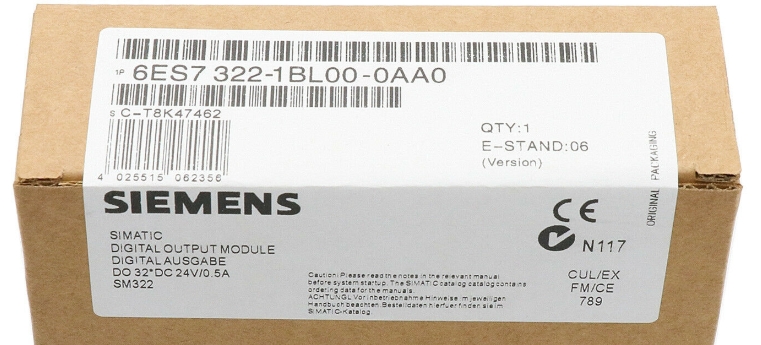 1P 6ES7 322-1BL00-0AA0
S C-T8K47462
QTY:1
E-STAND:06
(Version)
4 025515 062356
ORIGINAL PACKAGING
SIEMENS
SIMATIC
DIGITAL OUTPUT MODULE
DIGITALAUSGABE
DO 32*DC 24V/0.5A
SM322
Caution: Please read the notes in the relevant manual
before system startup. The SIMATIC catalog catalog contains
ordering data for the manuals.
ACHTUNG: Vor Inbetriebnahme Hinweise im jeweiligen
Handbuch beachten. Bestelldaten hierfuer finden sie im
SIMATIC-Katalog.
CE
N117
CUL/EX
FM/CE
789